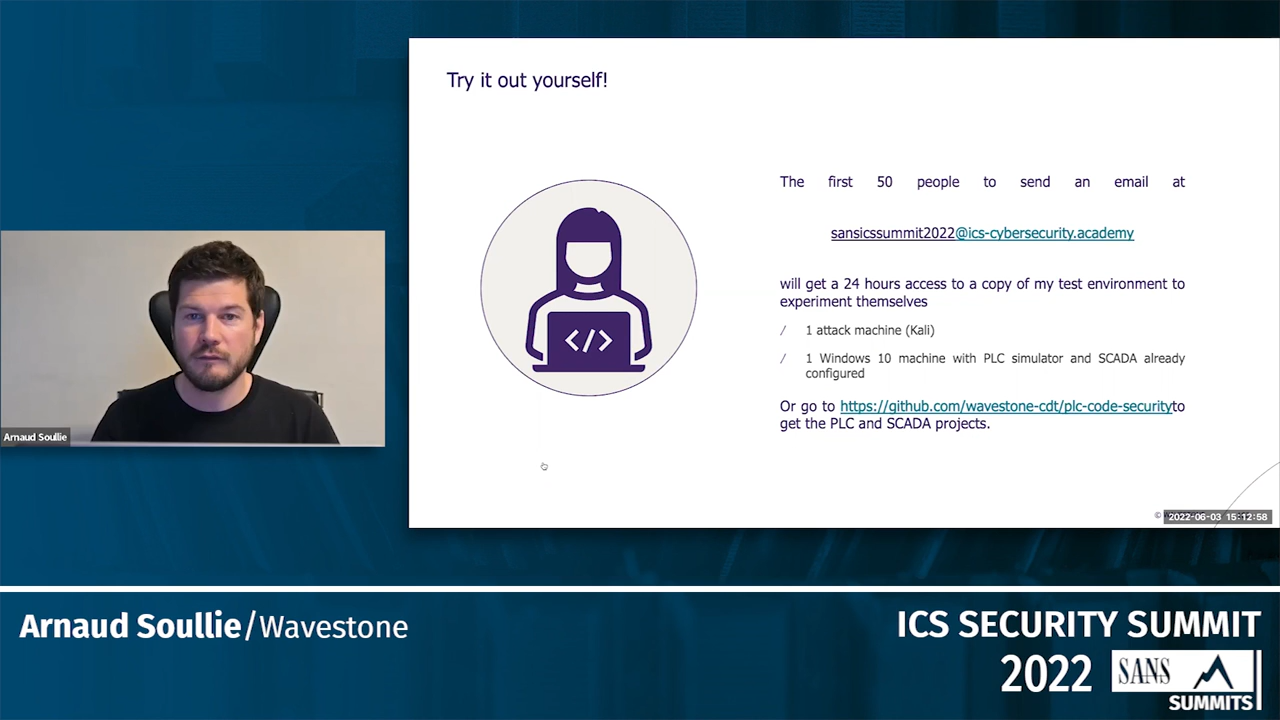 Try it out yourself!
The first 50 people to send an email at
sansicssummit2022@ics-cybersecurity.academy
will get a 24 hours access to a copy of my test environment to
experiment themselves
/ 1 attack machine (Kali)
/ 1 Windows 10 machine with PLC simulator and SCADA already
configured
Or go to https://github.com/wavestone-cdt/plc-code-securityto
get the PLC and SCADA projects.
</>
Arnaud Soullie
©
2022-06-03 15:12:58
Arnaud Soullie/Wavestone
ICS SECURITY SUMMIT
2022
SANS
SUMMITS